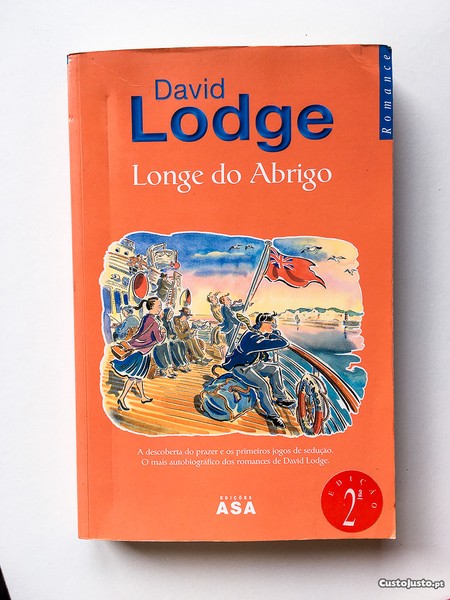 Romance
David
Lodge
Longe do Abrigo
A descoberta do prazer e os primeiros jogos de sedução.
O mais autobiográfico dos romances de David Lodge.
EDIÇÕES
ASA
2ª
EDIÇÃO
CustoJusto.pt